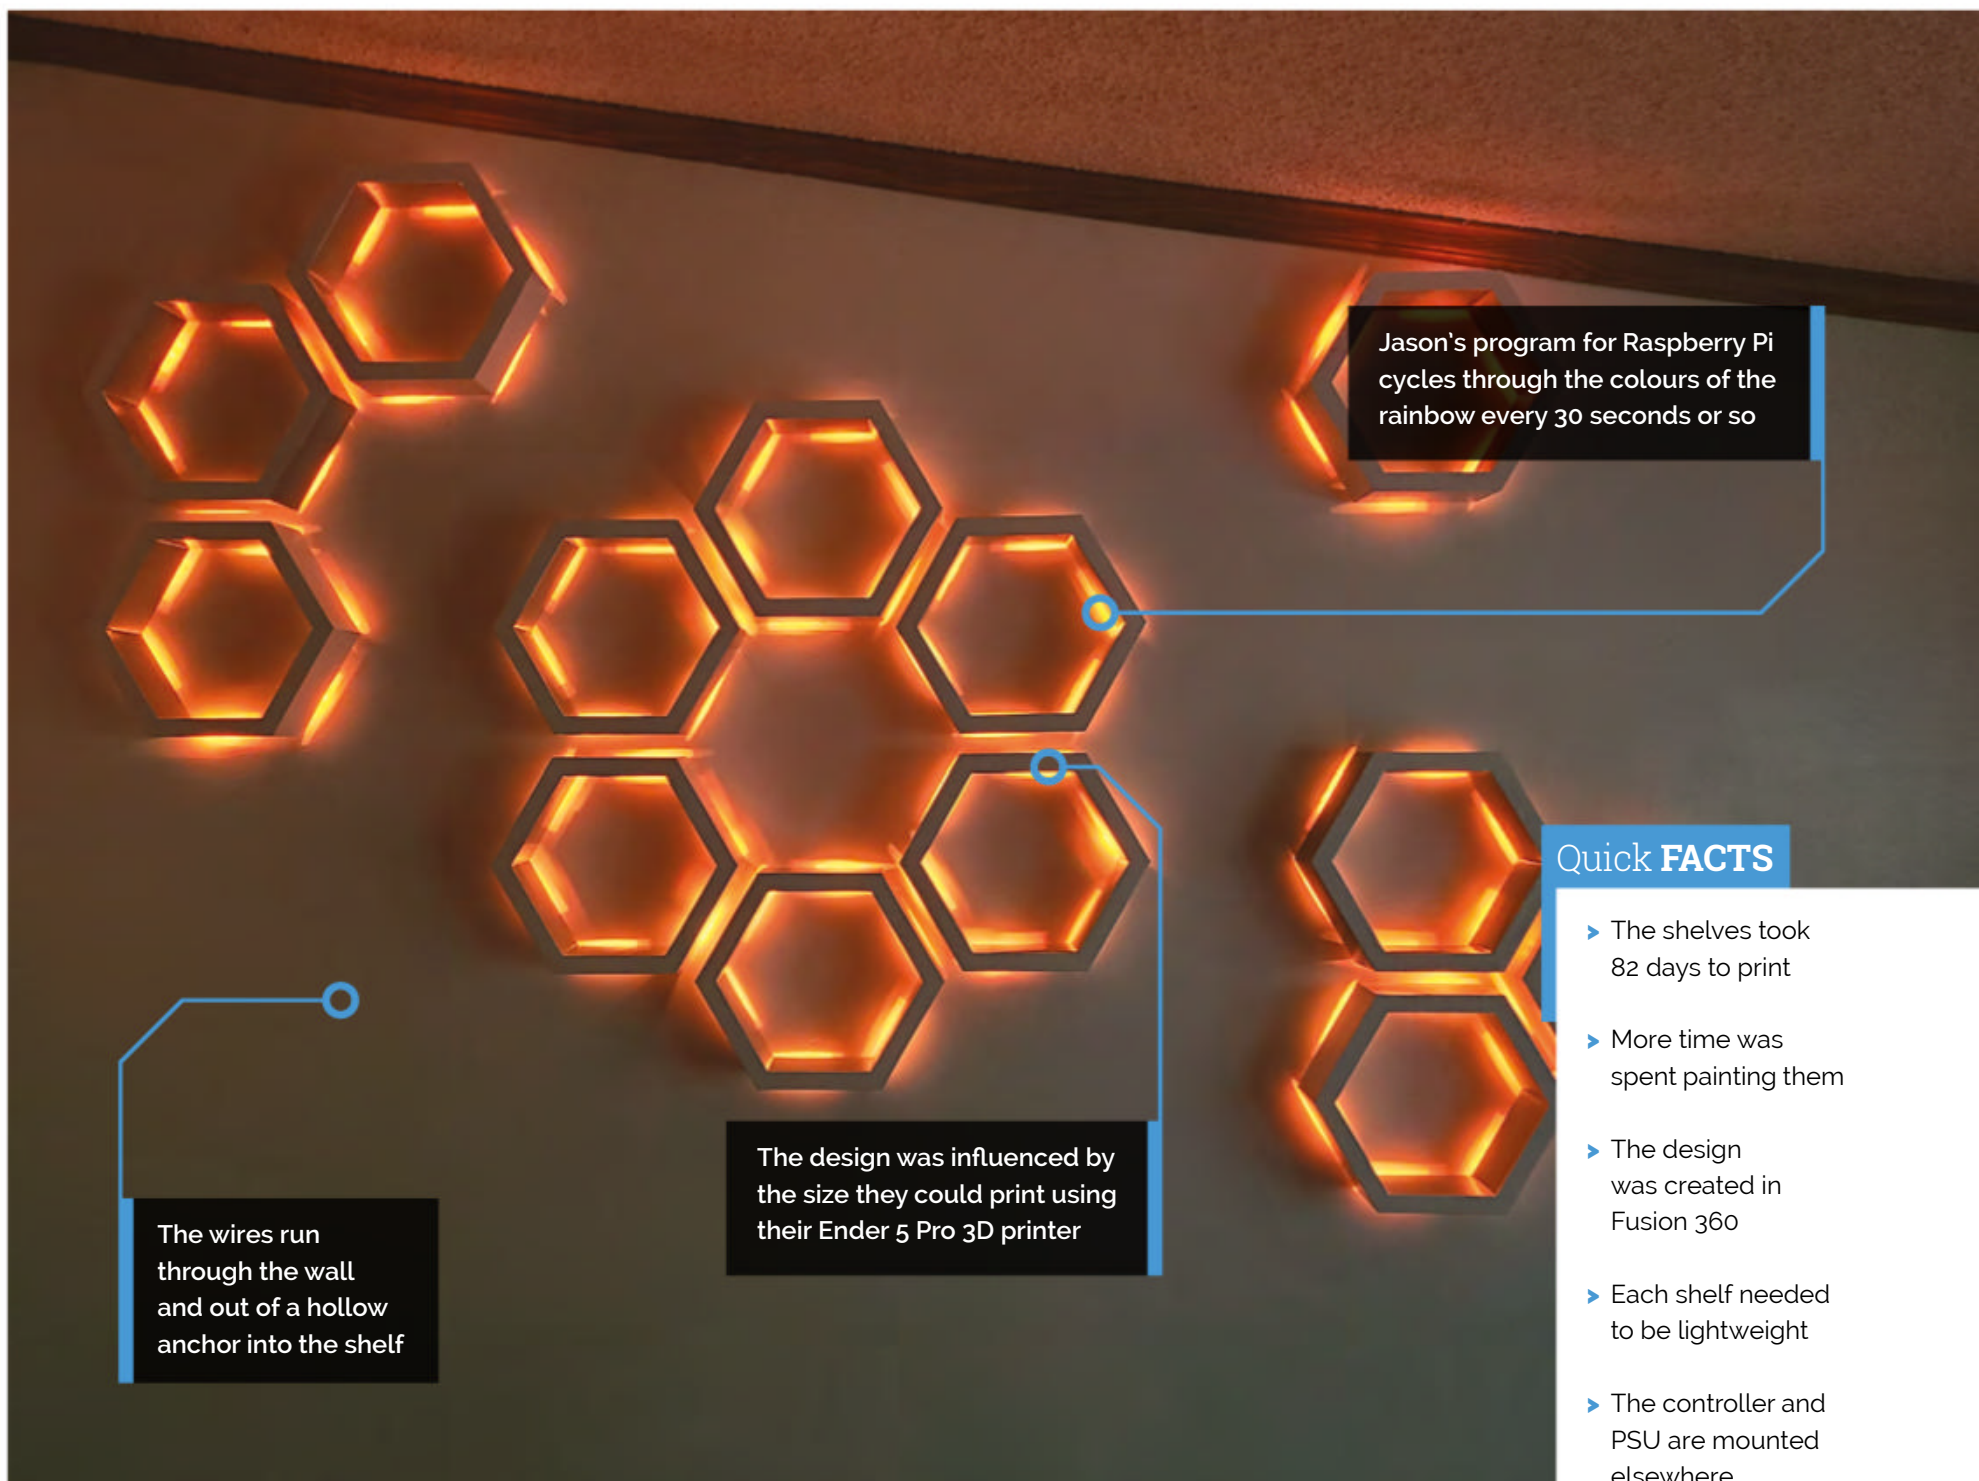 Jason's program for Raspberry Pi
cycles through the colours of the
rainbow every 30 seconds or so
The wires run
through the wall
and out of a hollow
anchor into the shelf
The design was influenced by
the size they could print using
their Ender 5 Pro 3D printer
Quick FACTS
> The shelves took
82 days to print
> More time was
spent painting them
> The design
was created in
Fusion 360
> Each shelf needed
to be lightweight
> The controller and
PSU are mounted
elsewhere